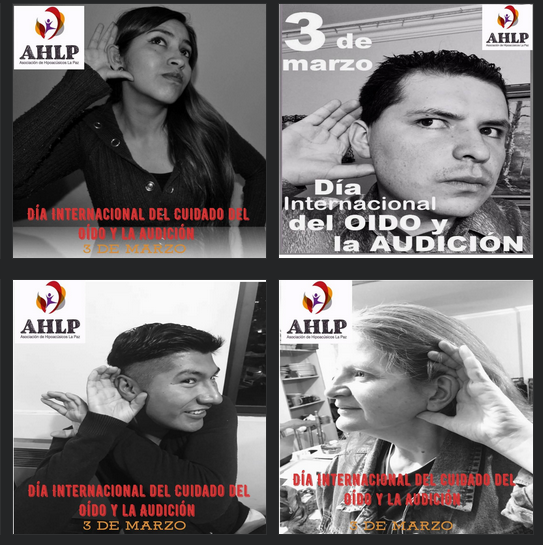 AHLP
Asociación de Hipoacúsicos La Paz
DÍA INTERNACIONAL DEL CUIDADO DEL
OÍDO Y LA AUDICIÓN
3 DE MARZO
3 de
marzo
AHLP
Asociación de Hipoacúsicos La Paz
Día
Internacional
del OIDO y
la AUDICIÓN
AHLP
Asociación de Hipoacúsicos La Paz
DÍA INTERNACIONAL DEL CUIDADO DEL
OÍDO Y LA AUDICIÓN
3 DE MARZO
AHLP
Asociación de Hipoacúsicos La Paz
DÍA INTERNACIONAL DEL CUIDADO DEL
OÍDO Y LA AUDICIÓN
3 DE MARZO